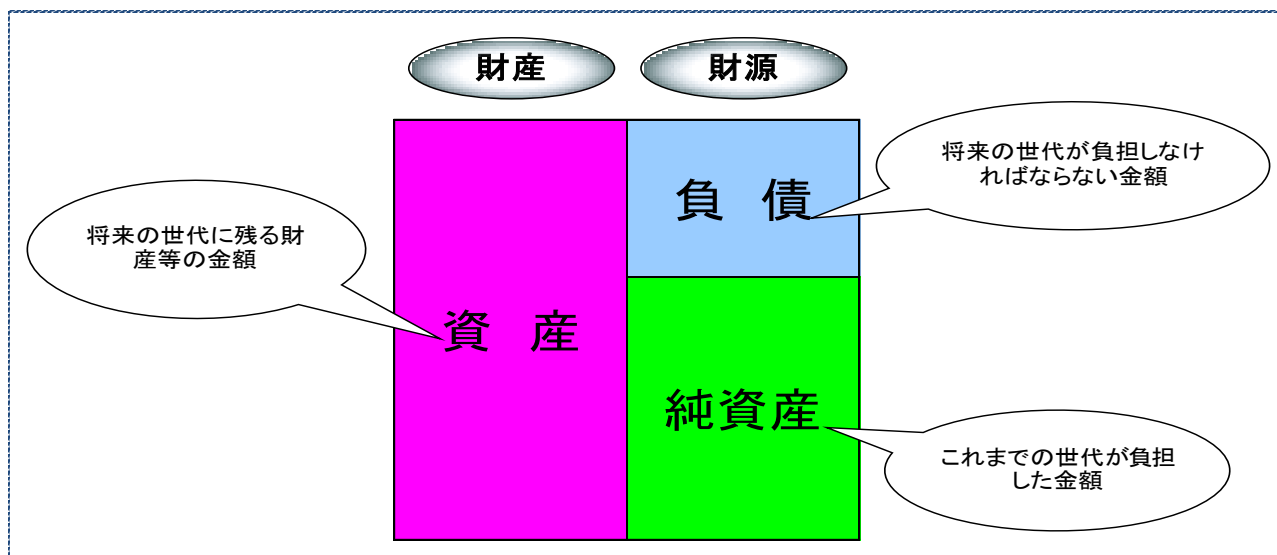 財産
財源
将来の世代が負担しなけ
ればならない金額
負 債
将来の世代に残る財
産等の金額
資 産
純資産
これまでの世代が負担
した金額